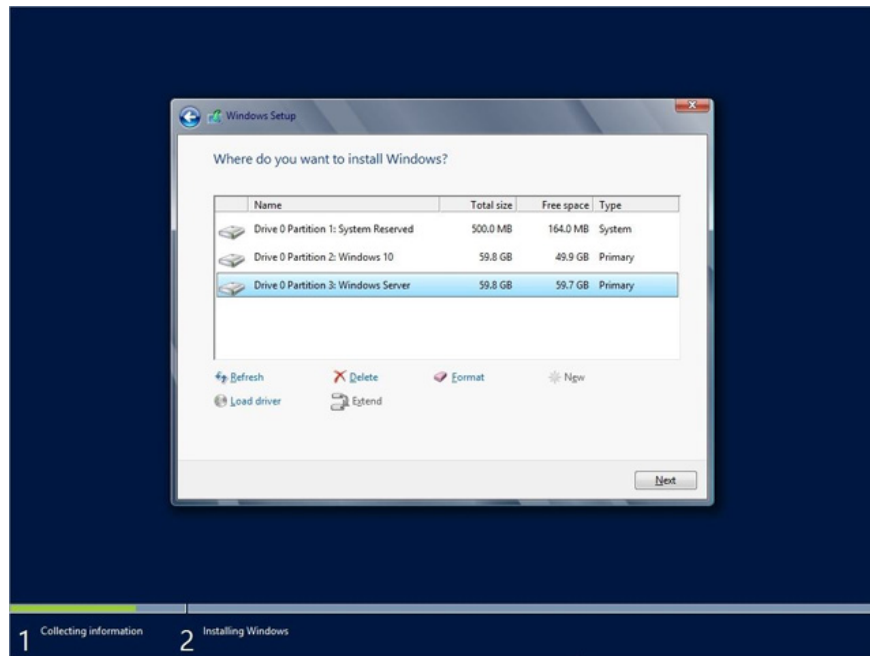 Windows Setup
Where do you want to install Windows?
Name Total size Free space Type
Drive 0 Partition 1: System Reserved 500.0 MB 164.0 MB System
Drive 0 Partition 2: Windows 10 59.8 GB 49.9 GB Primary
Drive 0 Partition 3: Windows Server 59.8 GB 59.7 GB Primary
Refresh Delete Format New
Load driver Extend
Next
1 Collecting information 2 Installing Windows